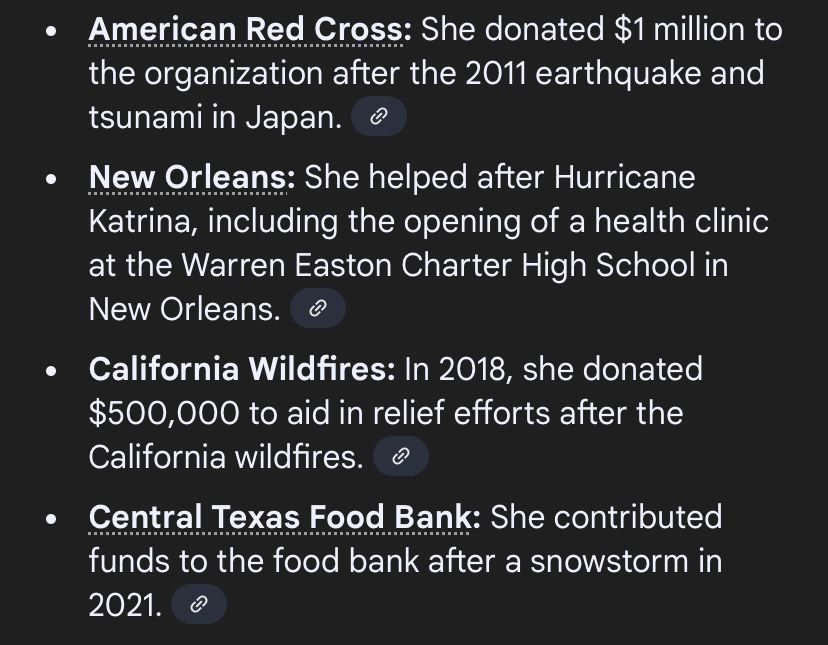 • American Red Cross: She donated $1 million to
the organization after the 2011 earthquake and
tsunami in Japan.
• New Orleans: She helped after Hurricane
Katrina, including the opening of a health clinic
at the Warren Easton Charter High School in
New Orleans.
• California Wildfires: In 2018, she donated
$500,000 to aid in relief efforts after the
California wildfires.
• Central Texas Food Bank: She contributed
funds to the food bank after a snowstorm in
2021.